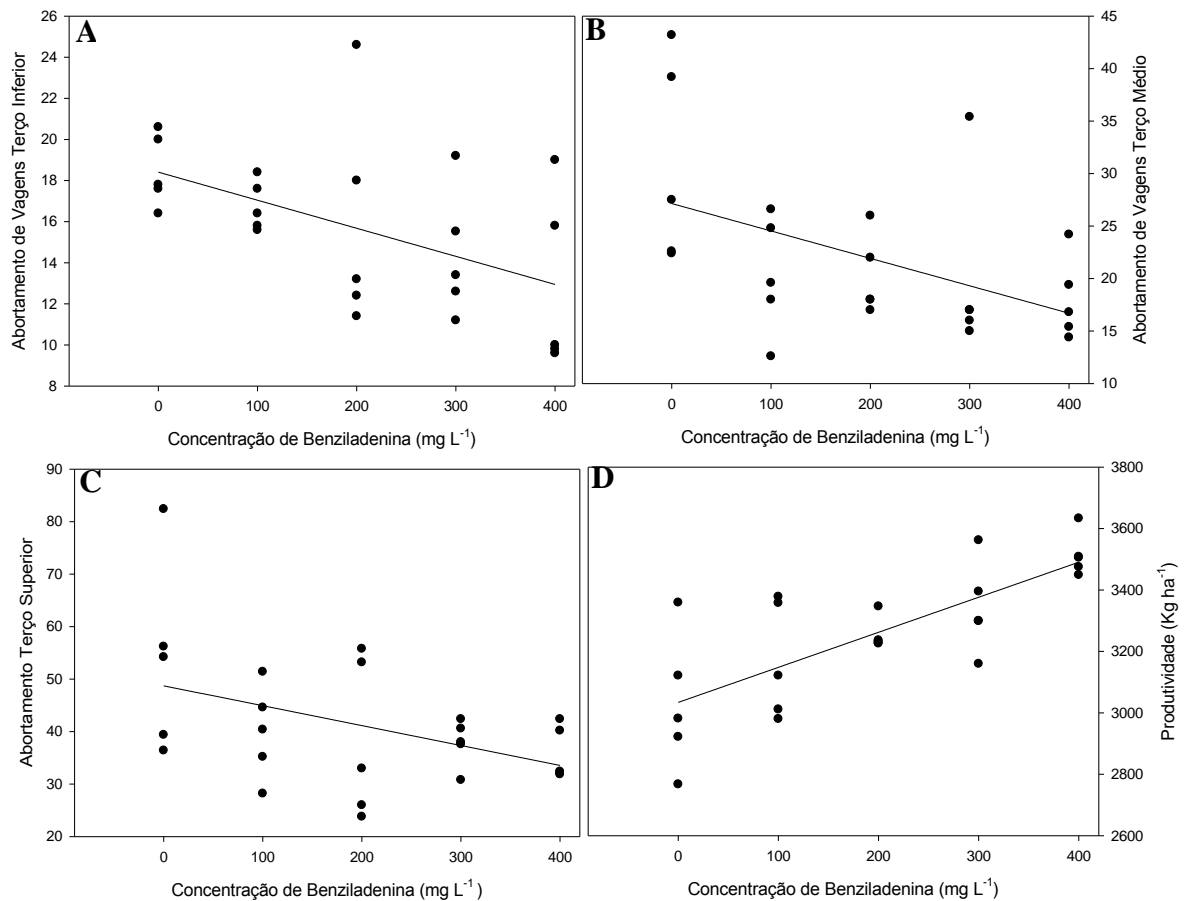 A
Abortamento de Vagens Terço Inferior
26
24
22
20
18
16
14
12
10
8
0 100 200 300 400
Concentração de Benziladenina (mg L-1)
B
45
40
35
30
25
20
15
10
Abortamento de Vagens Terço Médio
0 100 200 300 400
Concentração de Benziladenina (mg L-1)
C
Abortamento Terço Superior
90
80
70
60
50
40
30
20
0 100 200 300 400
Concentração de Benziladenina (mg L-1)
D
3800
3600
3400
3200
3000
2800
2600
Produtividade (Kg ha-1)
0 100 200 300 400
Concentração de Benziladenina (mg L-1)